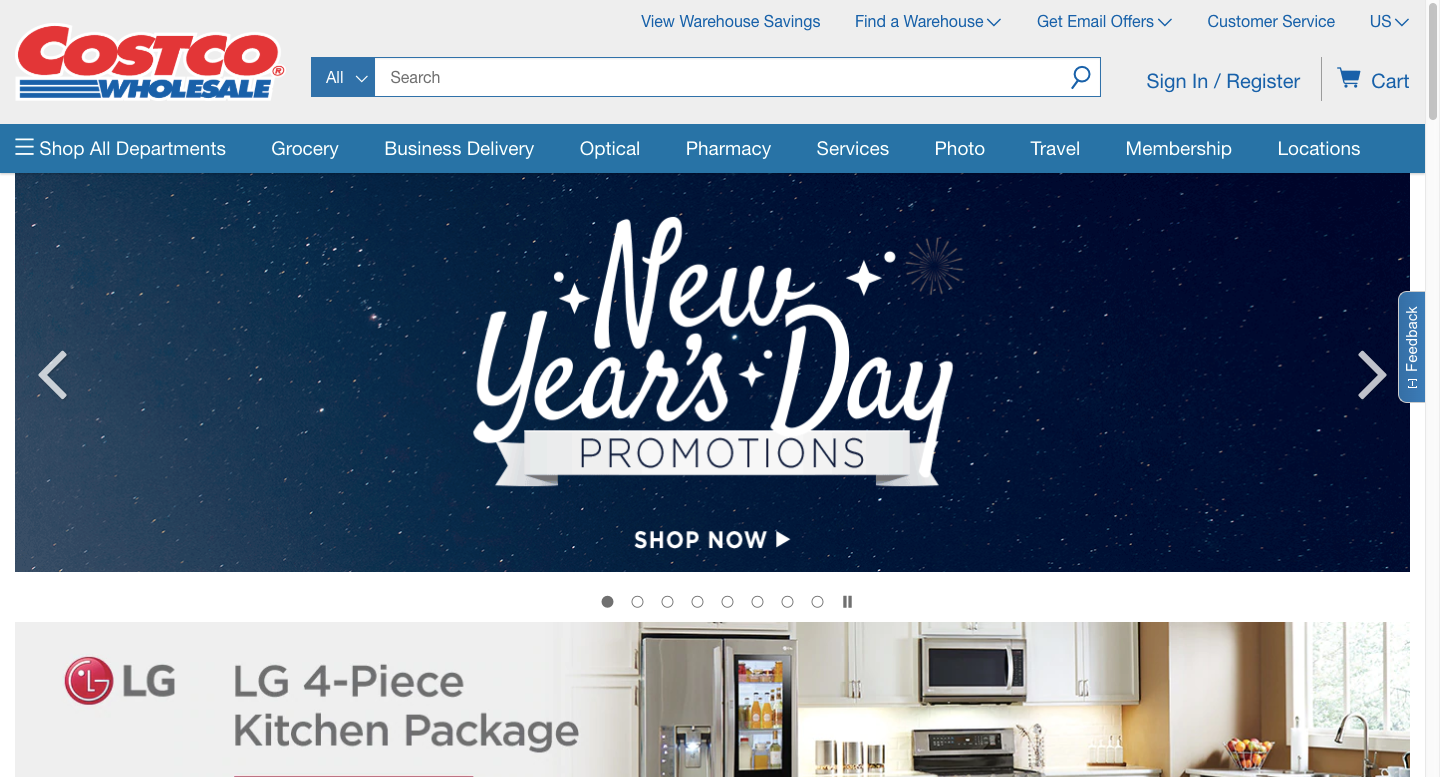 View Warehouse Savings
Find a Warehouse
Get Email Offers
Customer Service
US
COSTCO®
WHOLESALE
All
Search
Sign In / Register
Cart
Shop All Departments
Grocery
Business Delivery
Optical
Pharmacy
Services
Photo
Travel
Membership
Locations
New
Year's Day
PROMOTIONS
SHOP NOW
[-] Feedback
LG
LG 4-Piece
Kitchen Package